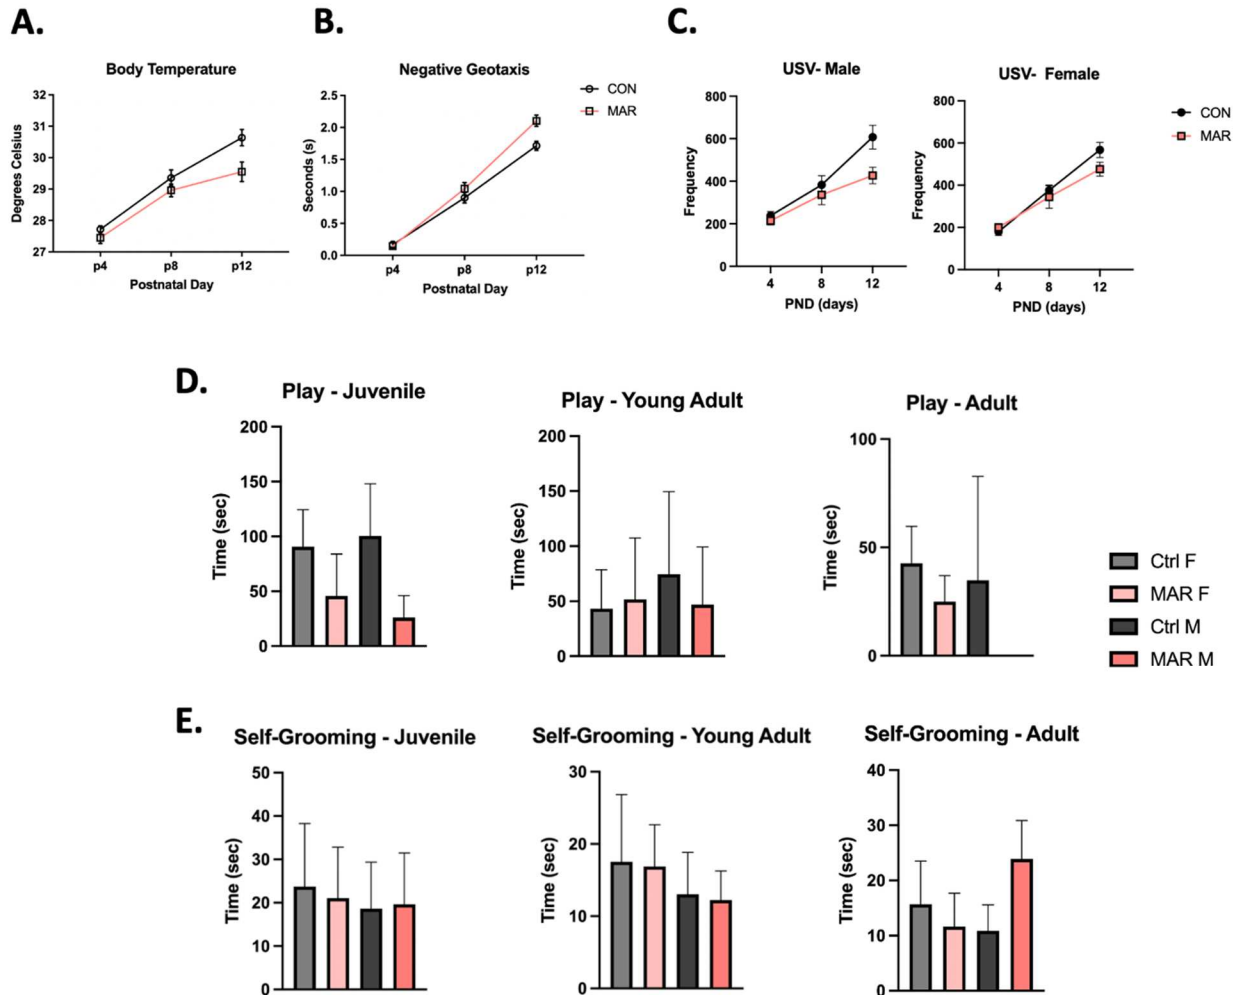 A.
B.
C.
Body Temperature
Negative Geotaxis
CON
MAR
USV- Male
USV- Female
CON
MAR
Degrees Celsius
32
31
30
29
28
27
p4
p8
p12
Postnatal Day
Seconds (s)
2.5
2.0
1.5
1.0
0.5
0.0
p4
p8
p12
Postnatal Day
Frequency
800
600
400
200
0
4
8
12
PND (days)
Frequency
800
600
400
200
0
4
8
12
PND (days)
D.
Play - Juvenile
Time (sec)
200
150
100
50
0
Play - Young Adult
Time (sec)
200
150
100
50
0
Play - Adult
Time (sec)
100
50
0
Ctrl F
MAR F
Ctrl M
MAR M
E.
Self-Grooming - Juvenile
Time (sec)
50
40
30
20
10
0
Self-Grooming - Young Adult
Time (sec)
30
20
10
0
Self-Grooming - Adult
Time (sec)
40
30
20
10
0